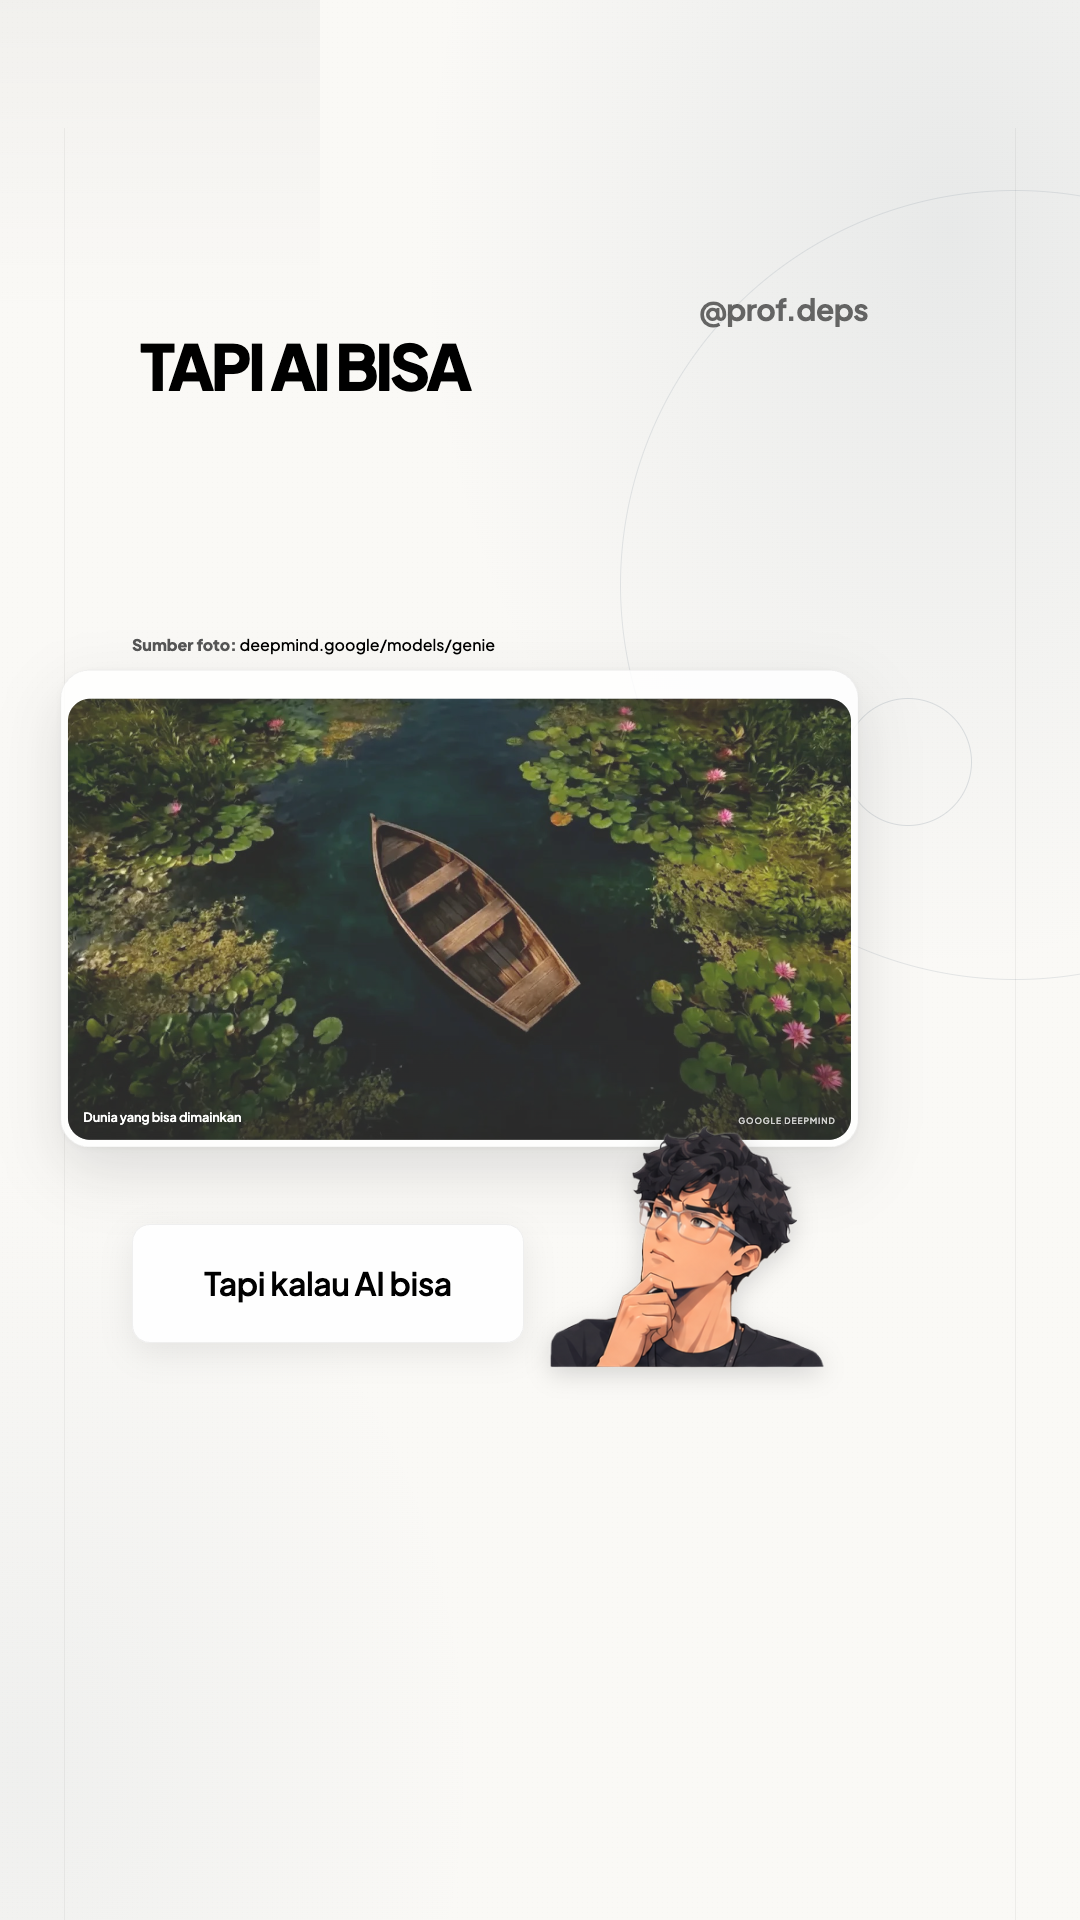 @prof.deps
TAPI AI BISA
Sumber foto: deepmind.google/models/genie
Dunia yang bisa dimainkan
GOOGLE DEEPMIND
Tapi kalau AI bisa